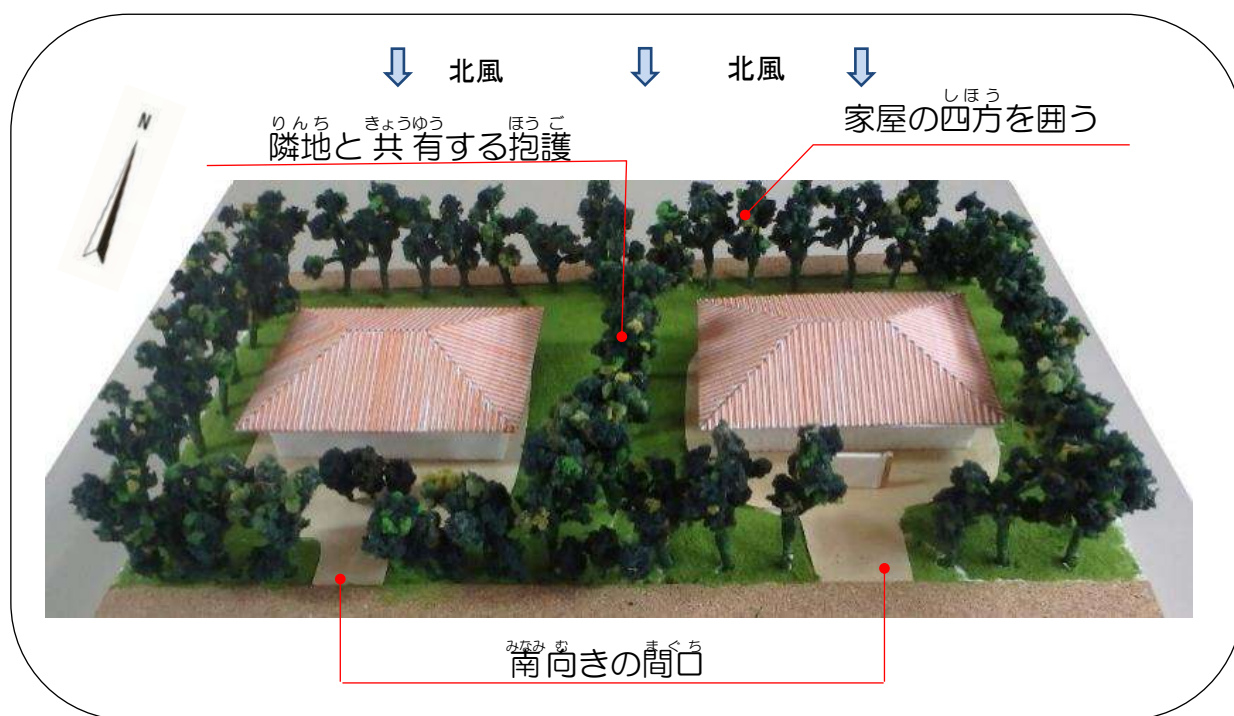 北風 北風
N
しほう
家屋の四方を囲う
りんち きょうゆう ほうご
隣地と共有する抱護
みなみむ まぐち
南向きの間口